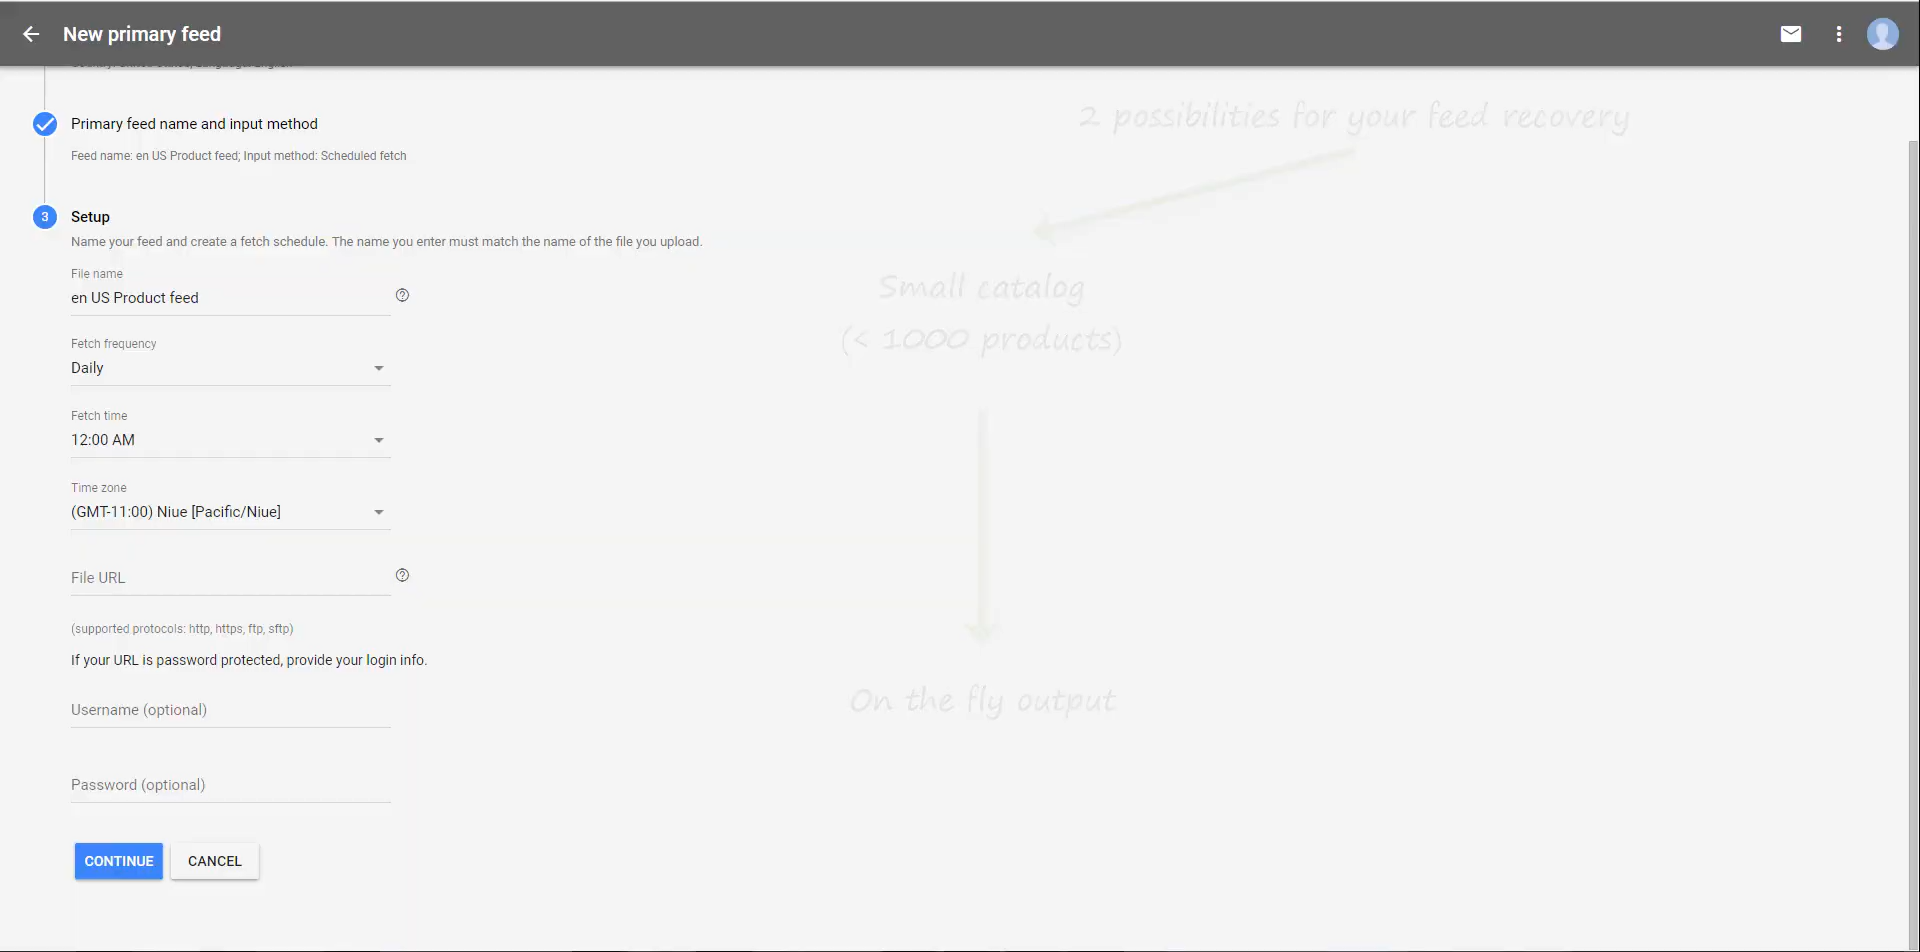 New primary feed
2 possibilities for your feed recovery
Primary feed name and input method
Feed name: en US Product feed; Input method: Scheduled fetch
3
Setup
Name your feed and create a fetch schedule. The name you enter must match the name of the file you upload.
File name
en US Product feed
Small catalog
(< 1000 products)
Fetch frequency
Daily
Fetch time
12:00 AM
Time zone
(GMT-11:00) Niue [Pacific/Niue]
File URL
(supported protocols: http, https, ftp, sftp)
If your URL is password protected, provide your login info.
On the fly output
Username (optional)
Password (optional)
CONTINUE
CANCEL